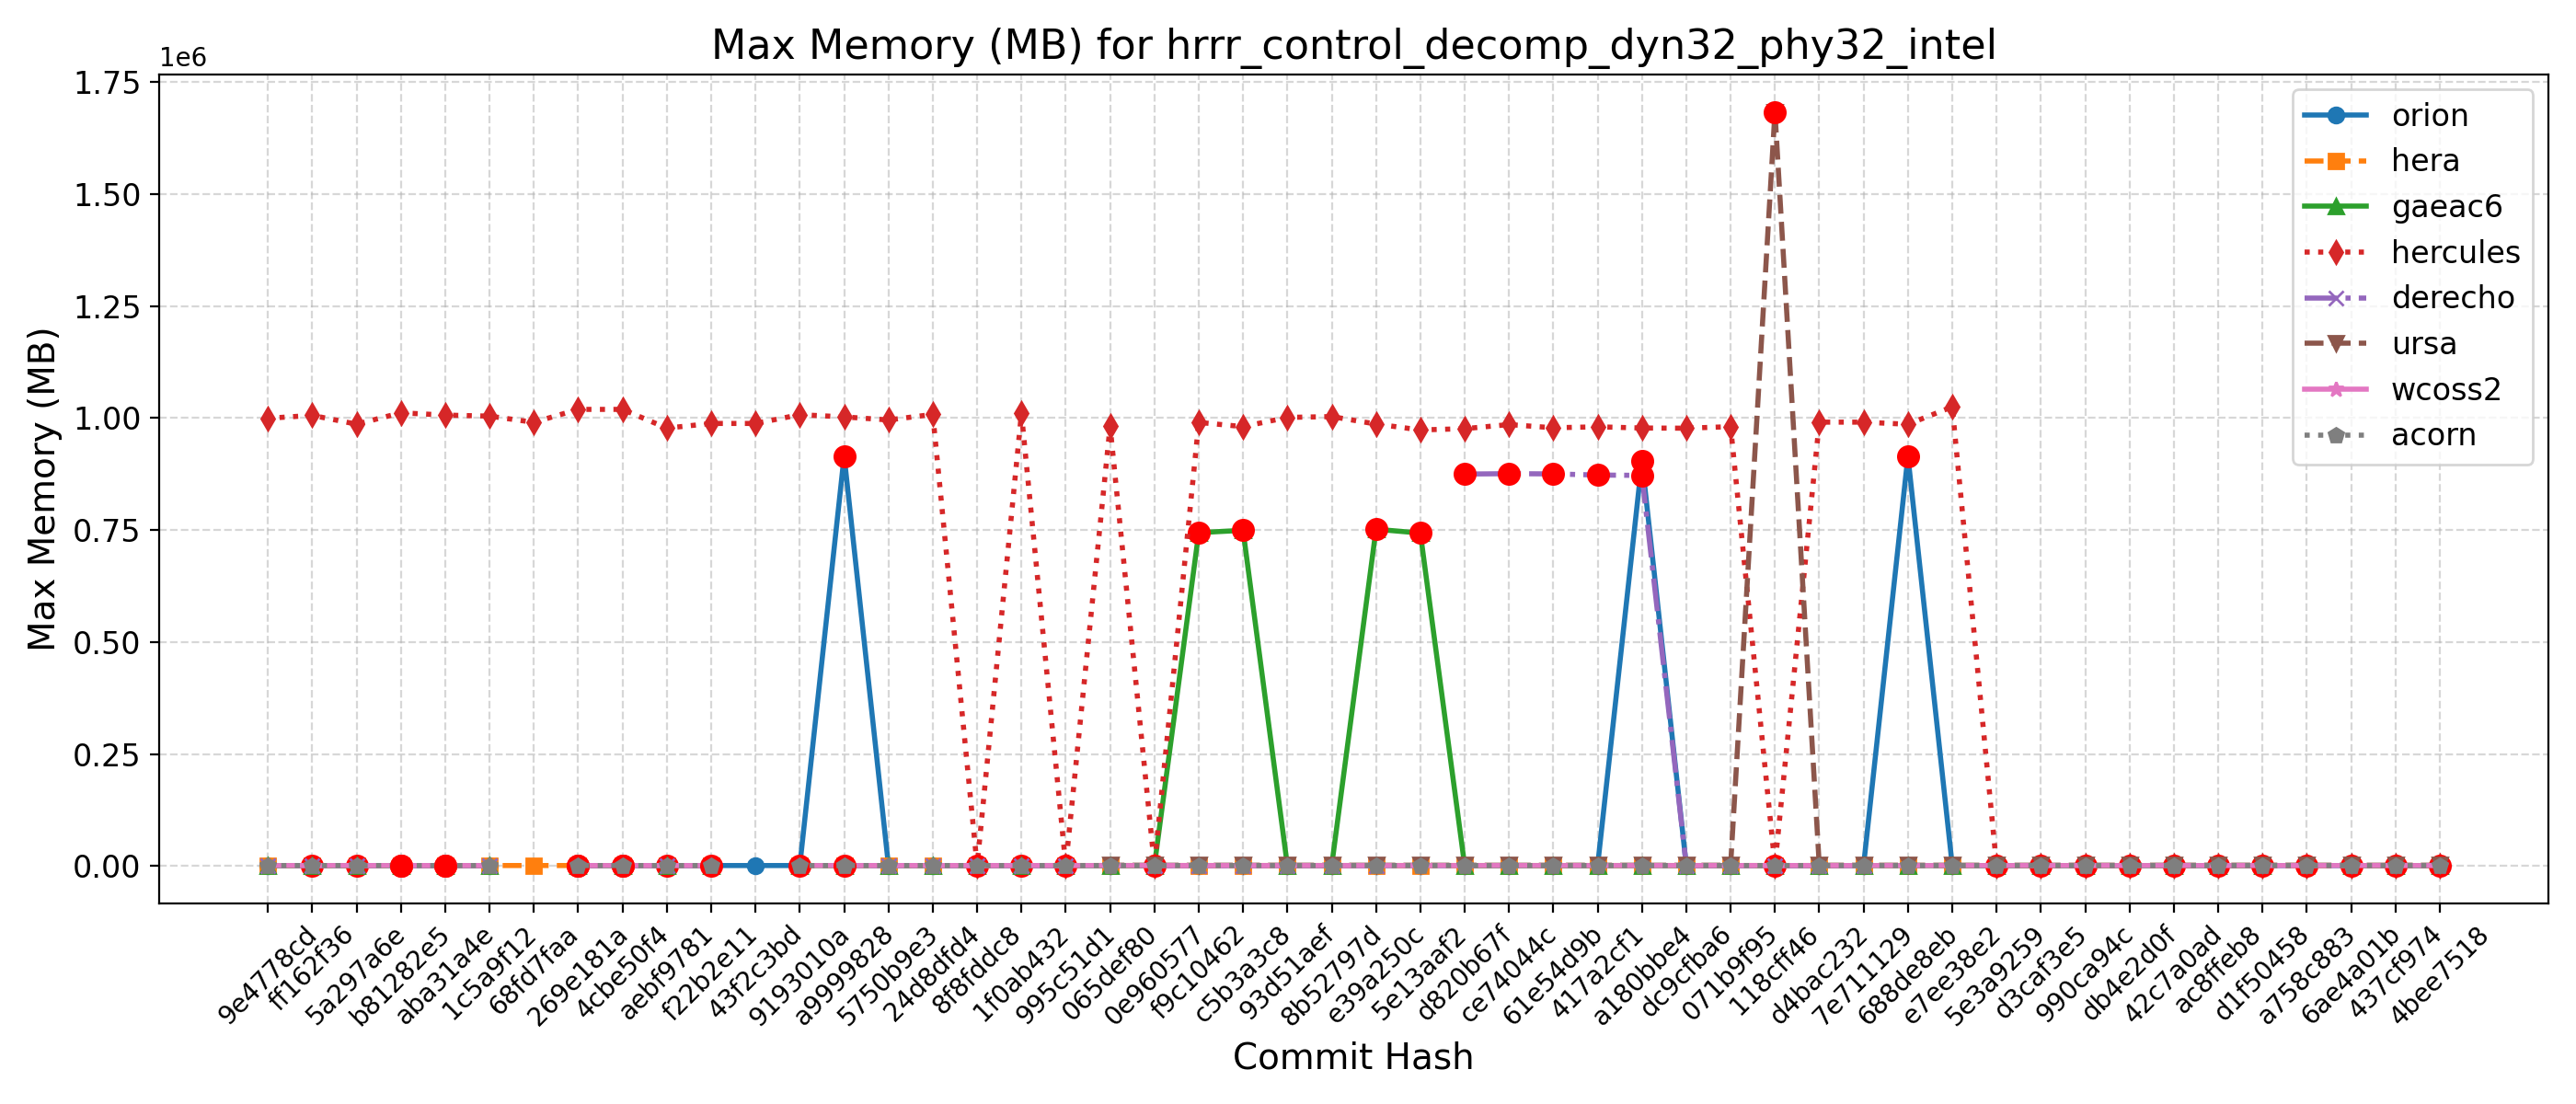 Max Memory (MB) for hrrr_control_decomp_dyn32_phy32_intel
1e6
1.75
1.50
1.25
1.00
0.75
0.50
0.25
0.00
Max Memory (MB)
orion
hera
gaeac6
hercules
derecho
ursa
wcoss2
acorn
9e4778cd
ff162f36
5a297a6e
b81282e5
aba31a4e
1c5a9f12
68fd7faa
269e181a
4cbe50f4
aebf9781
f22b2e11
43f2c3bd
9193010a
a9999828
5750b9e3
24d8dfd4
8f8fddc8
1f0ab432
995c51d1
065def80
0e960577
f9c10462
c5b3a3c8
93d51aef
8b52797d
e39a250c
5e13aaf2
d820b67f
ce74044c
61e54d9b
417a2cf1
a180bbe4
dc9cfba6
071b9f95
118cff46
d4bac232
7e711129
688de8eb
e7ee38e2
5e3a9259
d3caf3e5
990ca94c
db4e2d0f
42c7a0ad
ac8ffeb8
d1f50458
a758c883
6ae4a01b
437cf974
4bee7518
Commit Hash